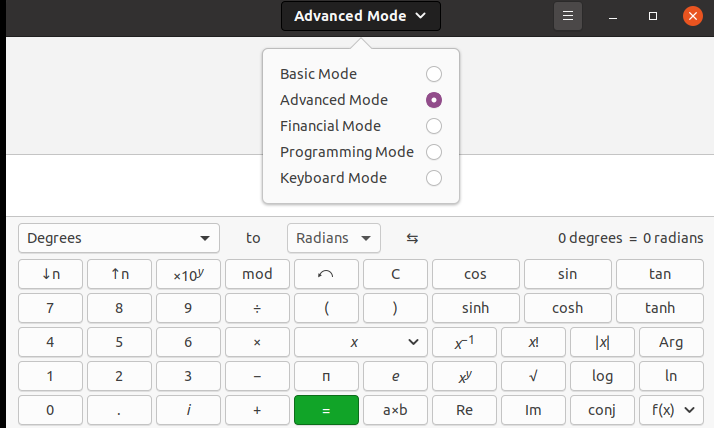 Advanced Mode
Basic Mode
Advanced Mode
Financial Mode
Programming Mode
Keyboard Mode
Degrees to Radians ⇆ 0 degrees = 0 radians
↓n ↑n ×10ʸ mod ↶ C cos sin tan
7 8 9 ÷ ( ) sinh cosh tanh
4 5 6 × x x⁻¹ x! |x| Arg
1 2 3 − π e xʸ √ log ln
0 . i + = a×b Re Im conj f(x)